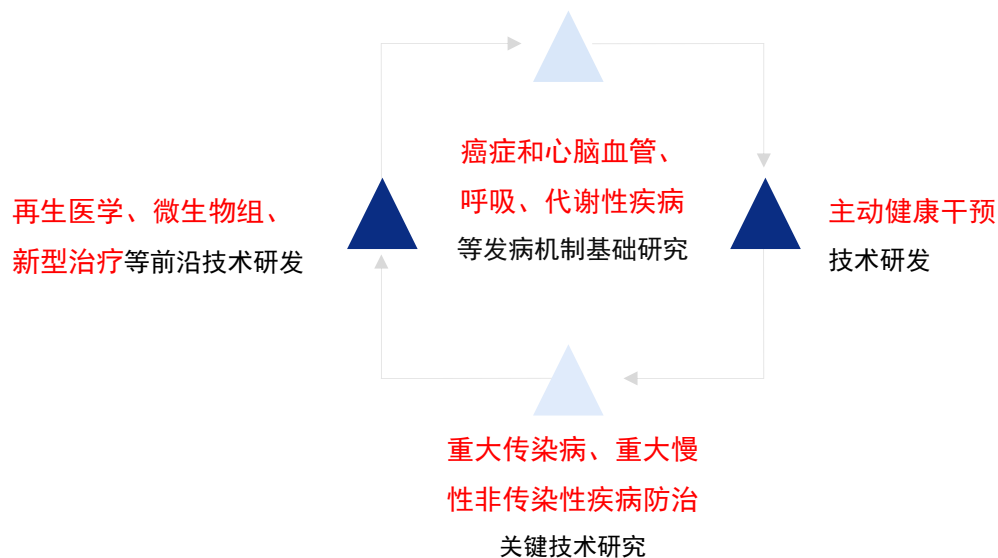 癌症和心脑血管、
呼吸、代谢性疾病
等发病机制基础研究
再生医学、微生物组、
新型治疗等前沿技术研发
主动健康干预
技术研发
重大传染病、重大慢
性非传染性疾病防治
关键技术研究